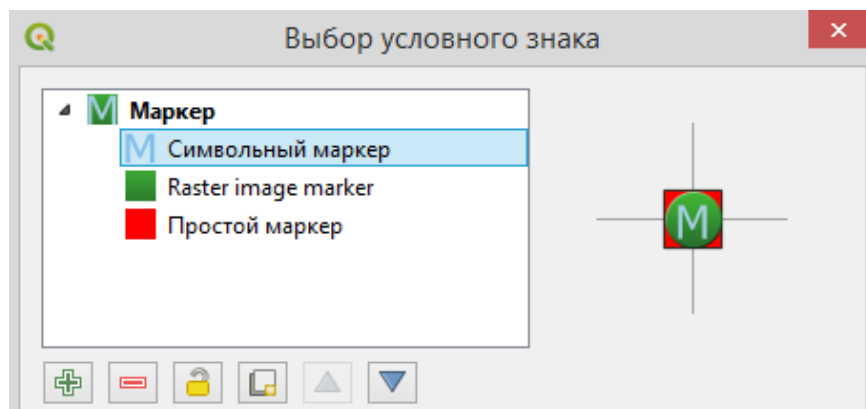 Выбор условного знака
Маркер
Символьный маркер
Raster image marker
Простой маркер
M